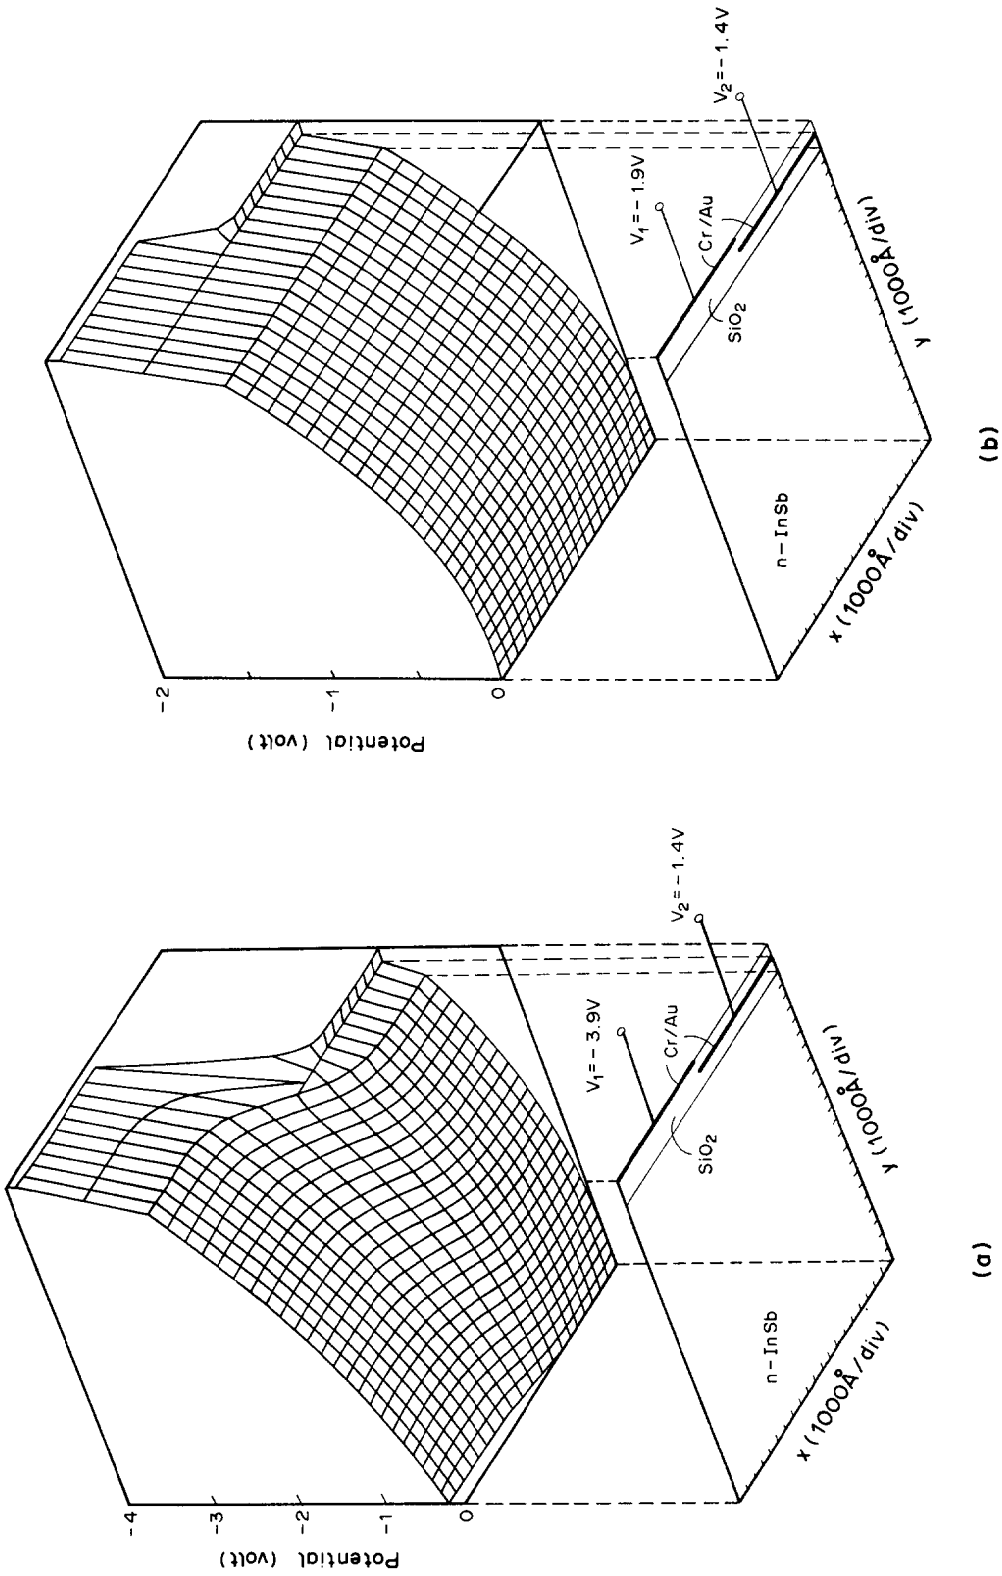 -4
-3
-2
-1
0
Potential (volt)
V₁=-3.9V
V₂=-1.4V
Cr/Au
SiO₂
n-InSb
x (1000Å/div)
y (1000Å/div)
(a)
-2
-1
0
Potential (volt)
V₁=-1.9V
V₂=-1.4V
Cr/Au
SiO₂
n-InSb
x (1000Å/div)
y (1000Å/div)
(b)